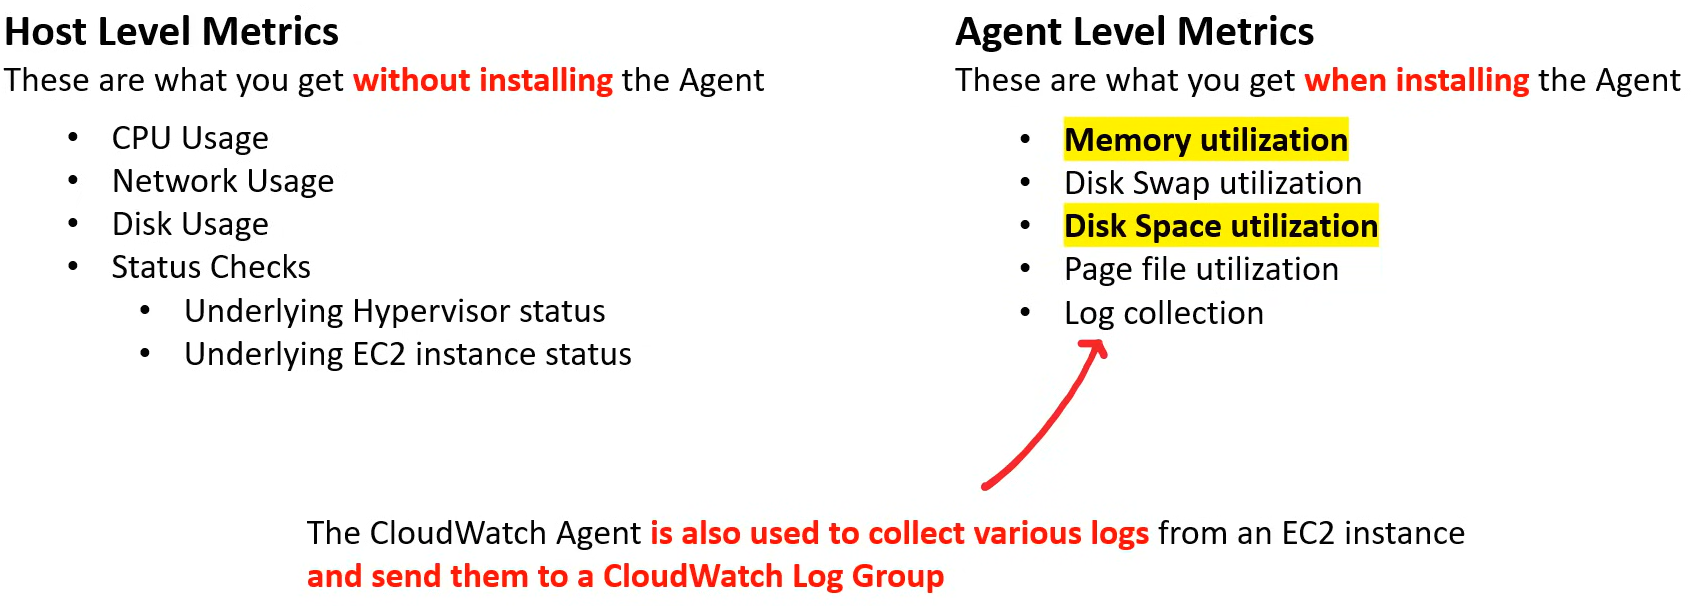 Host Level Metrics
These are what you get without installing the Agent
• CPU Usage
• Network Usage
• Disk Usage
• Status Checks
• Underlying Hypervisor status
• Underlying EC2 instance status
Agent Level Metrics
These are what you get when installing the Agent
• Memory utilization
• Disk Swap utilization
• Disk Space utilization
• Page file utilization
• Log collection
The CloudWatch Agent is also used to collect various logs from an EC2 instance
and send them to a CloudWatch Log Group